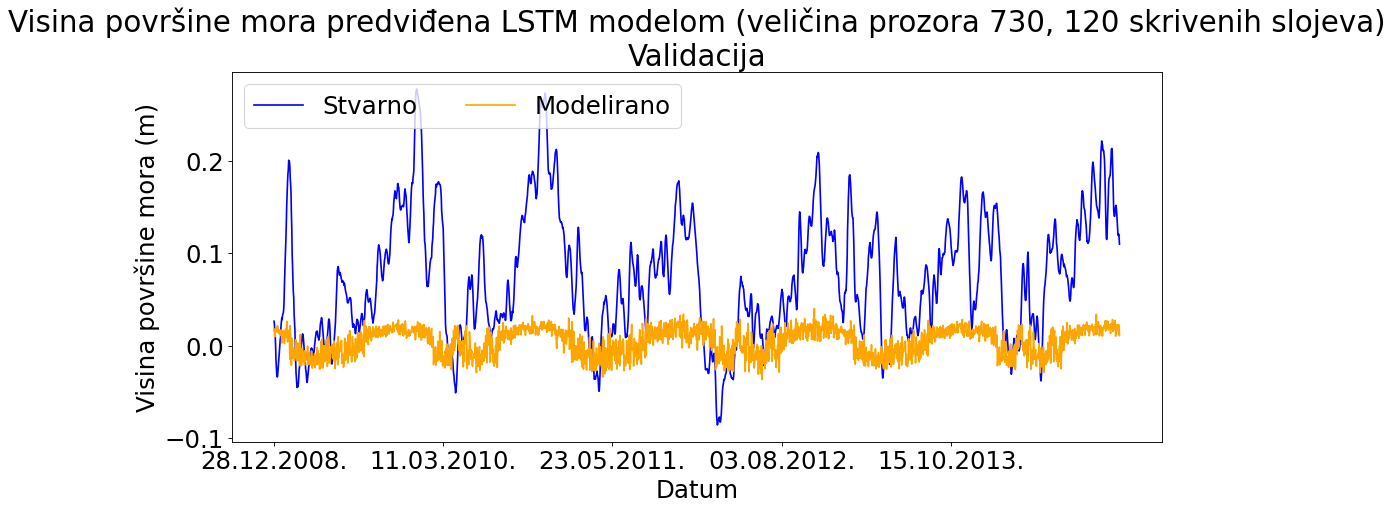 Visina površine mora predviđena LSTM modelom (veličina prozora 730, 120 skrivenih slojeva)
Validacija
Stvarno Modelirano
Visina površine mora (m)
0.2
0.1
0.0
−0.1
28.12.2008. 11.03.2010. 23.05.2011. 03.08.2012. 15.10.2013.
Datum